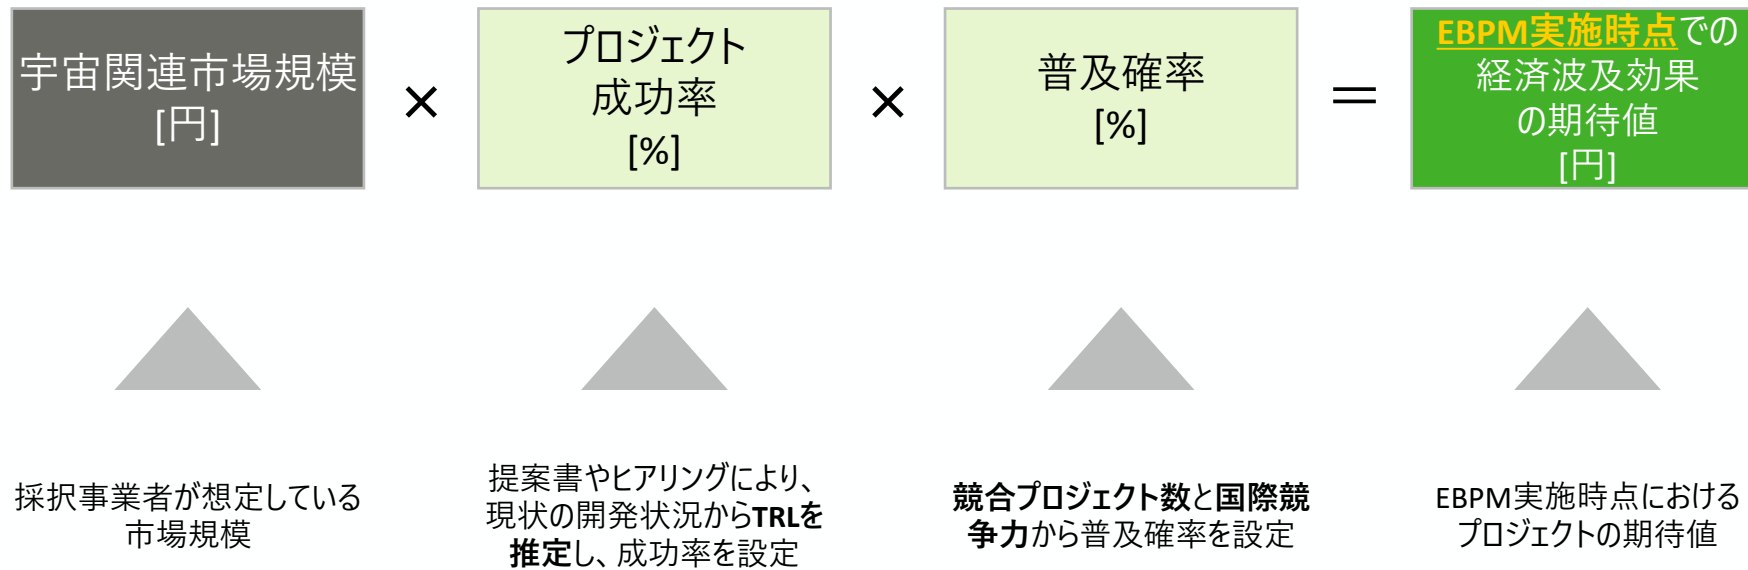 宇宙関連市場規模
[円]
×
プロジェクト
成功率
[%]
×
普及確率
[%]
＝
EBPM実施時点での
経済波及効果
の期待値
[円]
採択事業者が想定している
市場規模
提案書やヒアリングにより、
現状の開発状況からTRLを
推定し、成功率を設定
競合プロジェクト数と国際競
争力から普及確率を設定
EBPM実施時点における
プロジェクトの期待値